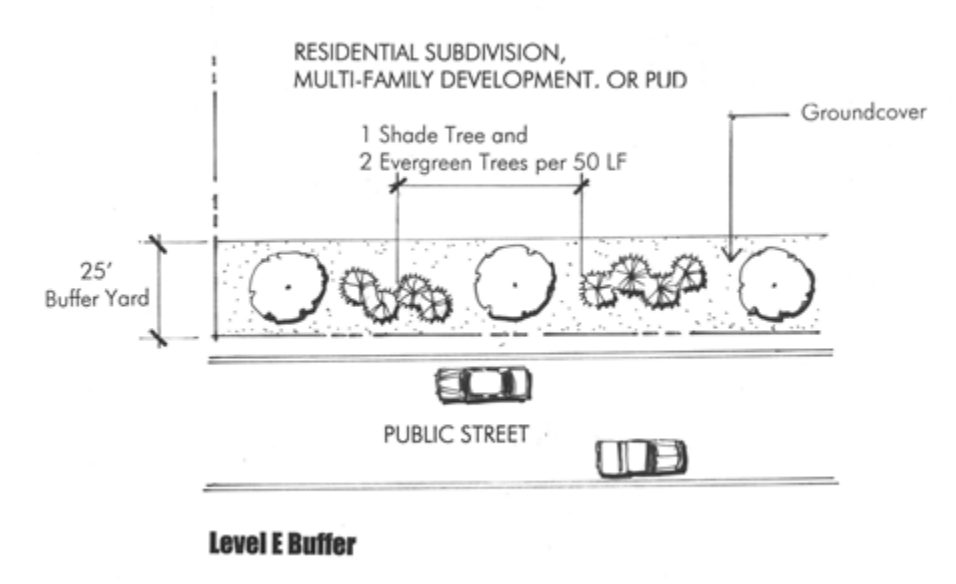 RESIDENTIAL SUBDIVISION,
MULTI-FAMILY DEVELOPMENT. OR PUD
Groundcover
1 Shade Tree and
2 Evergreen Trees per 50 LF
25'
Buffer Yard
PUBLIC STREET
Level E Buffer